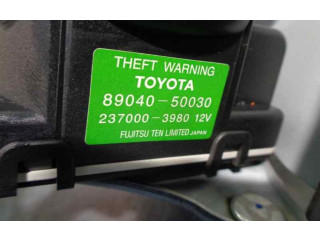 THEFT WARNING
TOYOTA
89040-50030
237000-3980 12V
FUJITSU TEN LIMITED JAPAN